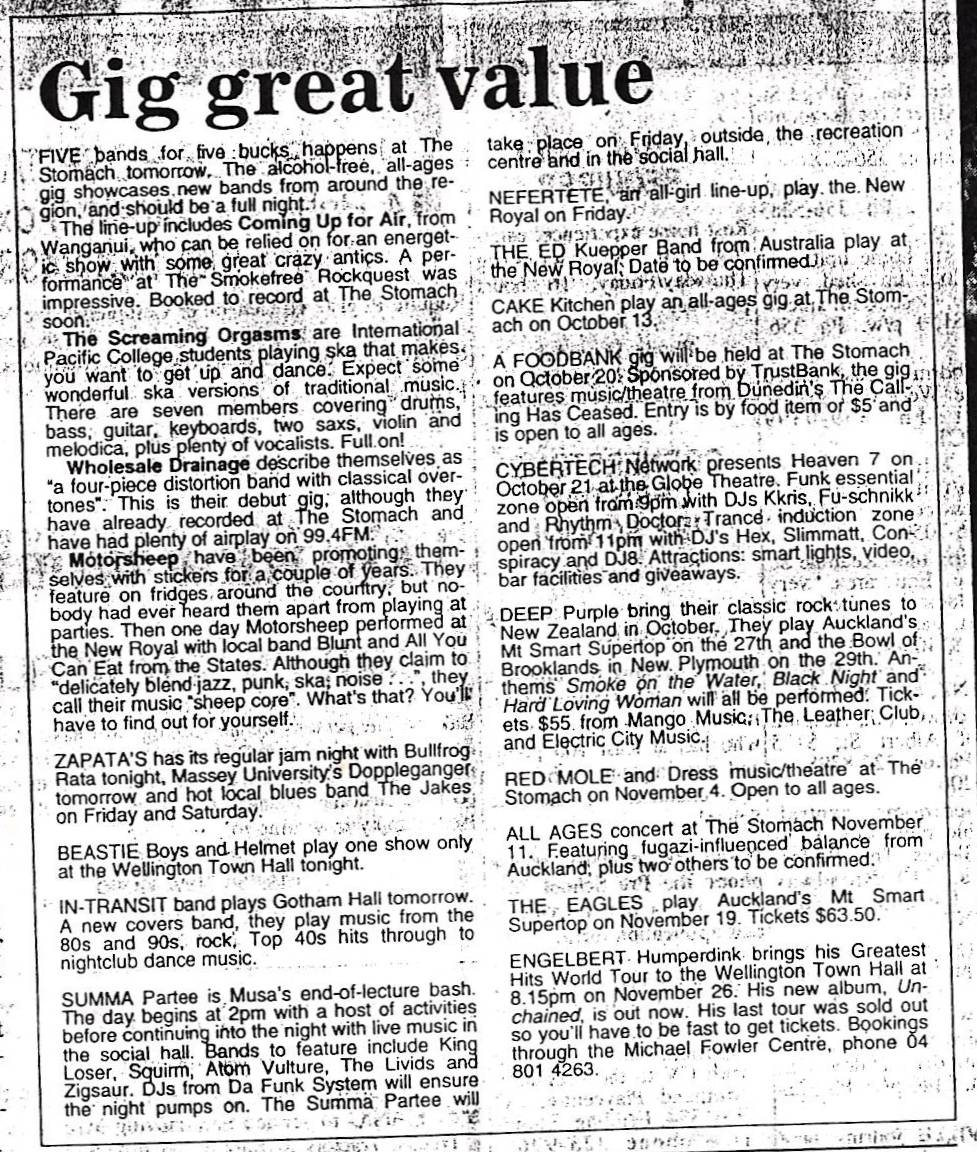 Gig great value
FIVE bands for five bucks happens at The
Stomach tomorrow. The alcohol-free, all-ages
gig showcases new bands from around the re-
gion, and should be a full night.
The line-up includes Coming Up for Air, from
Wanganui, who can be relied on for an energet-
ic show with some great crazy antics. A per-
formance at The Smokefree Rockquest was
impressive. Booked to record at The Stomach
soon.
The Screaming Orgasms are International
Pacific College students playing ska that makes
you want to get up and dance. Expect some
wonderful ska versions of traditional music.
There are seven members covering drums,
bass, guitar, keyboards, two saxs, violin and
melodica, plus plenty of vocalists. Full on!
Wholesale Drainage describe themselves as
"a four-piece distortion band with classical over-
tones". This is their debut gig, although they
have already recorded at The Stomach and
have had plenty of airplay on 99.4FM.
Motorsheep have been promoting them-
selves with stickers for a couple of years. They
feature on fridges around the country, but no-
body had ever heard them apart from playing at
parties. Then one day Motorsheep performed at
the New Royal with local band Blunt and All You
Can Eat from the States. Although they claim to
"delicately blend jazz, punk, ska, noise ...", they
call their music "sheep core". What's that? You'll
have to find out for yourself.
ZAPATA'S has its regular jam night with Bullfrog
Rata tonight, Massey University's Doppleganger
tomorrow and hot local blues band The Jakes
on Friday and Saturday.
BEASTIE Boys and Helmet play one show only
at the Wellington Town Hall tonight.
IN-TRANSIT band plays Gotham Hall tomorrow.
A new covers band, they play music from the
80s and 90s, rock, Top 40s hits through to
nightclub dance music.
SUMMA Partee is Musa's end-of-lecture bash.
The day begins at 2pm with a host of activities
before continuing into the night with live music in
the social hall. Bands to feature include King
Loser, Squirm, Atom Vulture, The Livids and
Zigsaur. DJs from Da Funk System will ensure
the night pumps on. The Summa Partee will
take place on Friday, outside the recreation
centre and in the social hall.
NEFERTETE, an all-girl line-up, play the New
Royal on Friday.
THE ED Kuepper Band from Australia play at
the New Royal. Date to be confirmed.
CAKE Kitchen play an all-ages gig at The Stom-
ach on October 13.
A FOODBANK gig will be held at The Stomach
on October 20. Sponsored by TrustBank, the gig
features music/theatre from Dunedin's The Call-
ing Has Ceased. Entry is by food item or $5 and
is open to all ages.
CYBERTECH Network presents Heaven 7 on
October 21 at the Globe Theatre. Funk essential
zone open from 9pm with DJs Kkris, Fu-schnikk
and Rhythm Doctor. Trance induction zone
open from 11pm with DJ's Hex, Slimmatt, Con-
spiracy and DJ8. Attractions: smart lights, video,
bar facilities and giveaways.
DEEP Purple bring their classic rock tunes to
New Zealand in October. They play Auckland's
Mt Smart Supertop on the 27th and the Bowl of
Brooklands in New Plymouth on the 29th. An-
thems Smoke on the Water, Black Night and
Hard Loving Woman will all be performed. Tick-
ets $55 from Mango Music, The Leather Club,
and Electric City Music.
RED MOLE and Dress music/theatre at The
Stomach on November 4. Open to all ages.
ALL AGES concert at The Stomach November
11. Featuring fugazi-influenced balance from
Auckland, plus two others to be confirmed.
THE EAGLES play Auckland's Mt Smart
Supertop on November 19. Tickets $63.50.
ENGELBERT Humperdink brings his Greatest
Hits World Tour to the Wellington Town Hall at
8.15pm on November 26. His new album, Un-
chained, is out now. His last tour was sold out
so you'll have to be fast to get tickets. Bookings
through the Michael Fowler Centre, phone 04
801 4263.